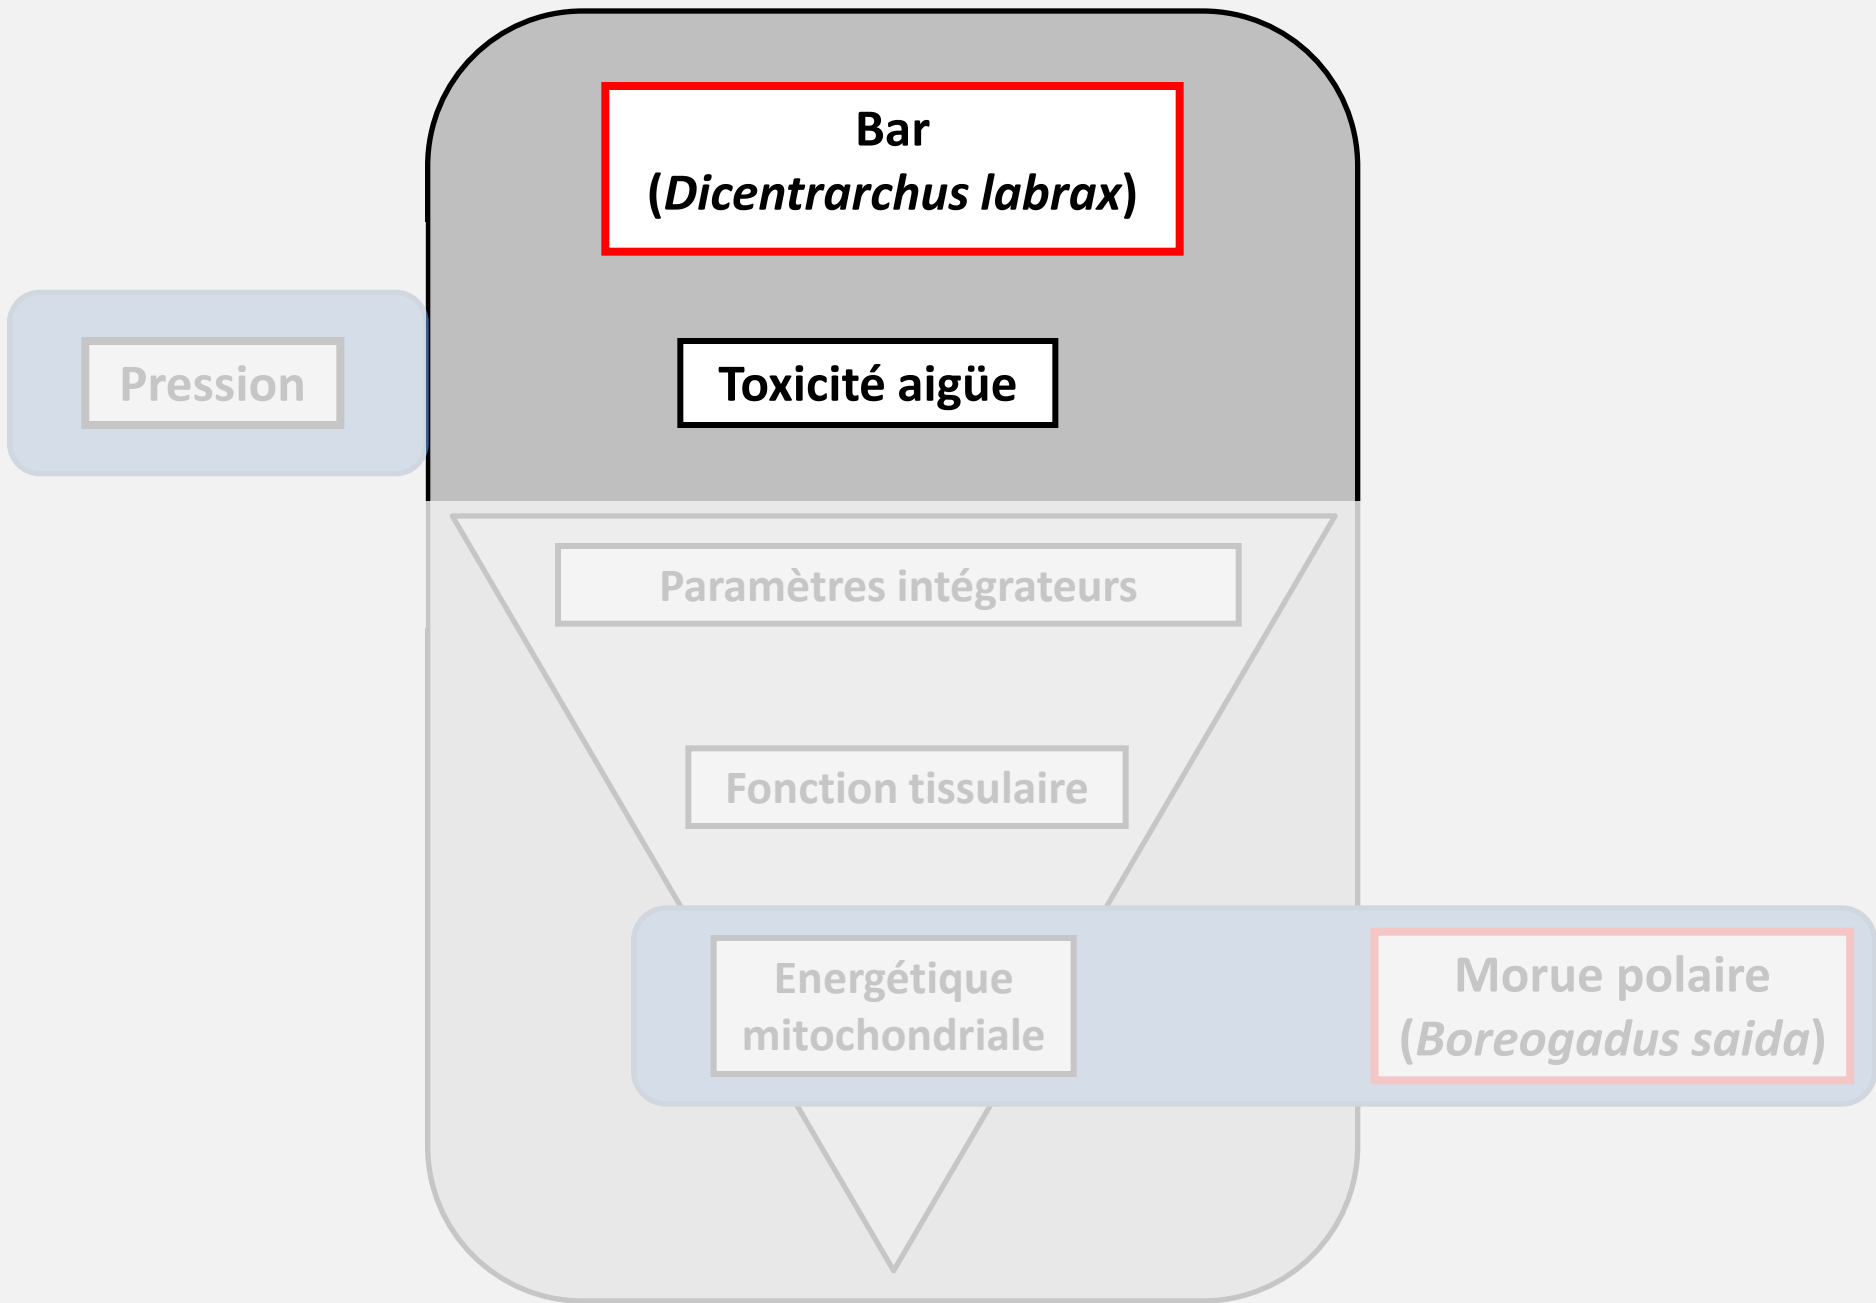 Bar
(Dicentrarchus labrax)
Pression
Toxicité aigüe
Paramètres intégrateurs
Fonction tissulaire
Energétique
mitochondriale
Morue polaire
(Boreogadus saida)